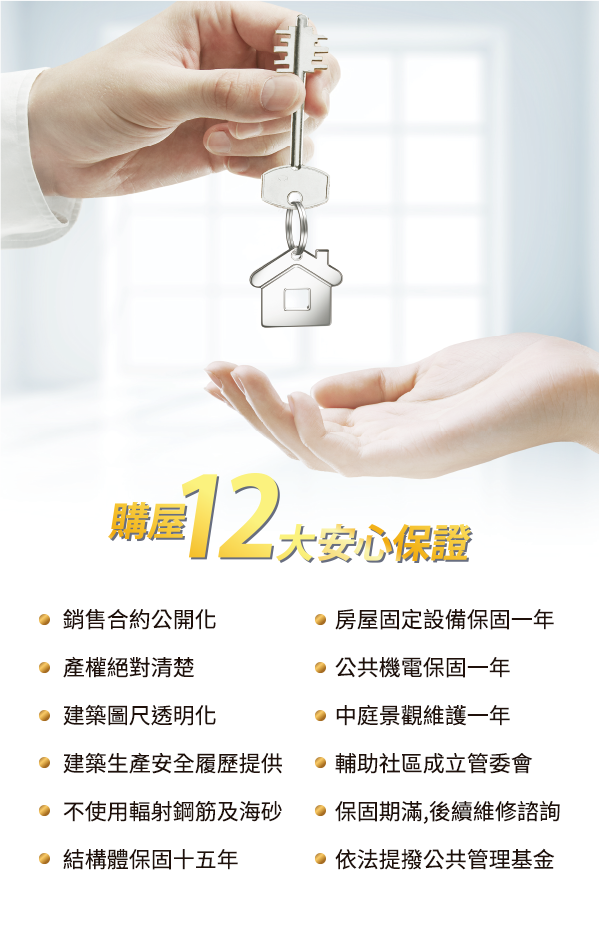 購屋12大安心保證
銷售合約公開化
產權絕對清楚
建築圖尺透明化
建築生產安全履歷提供
不使用輻射鋼筋及海砂
結構體保固十五年
房屋固定設備保固一年
公共機電保固一年
中庭景觀維護一年
輔助社區成立管委會
保固期滿,後續維修諮詢
依法提撥公共管理基金